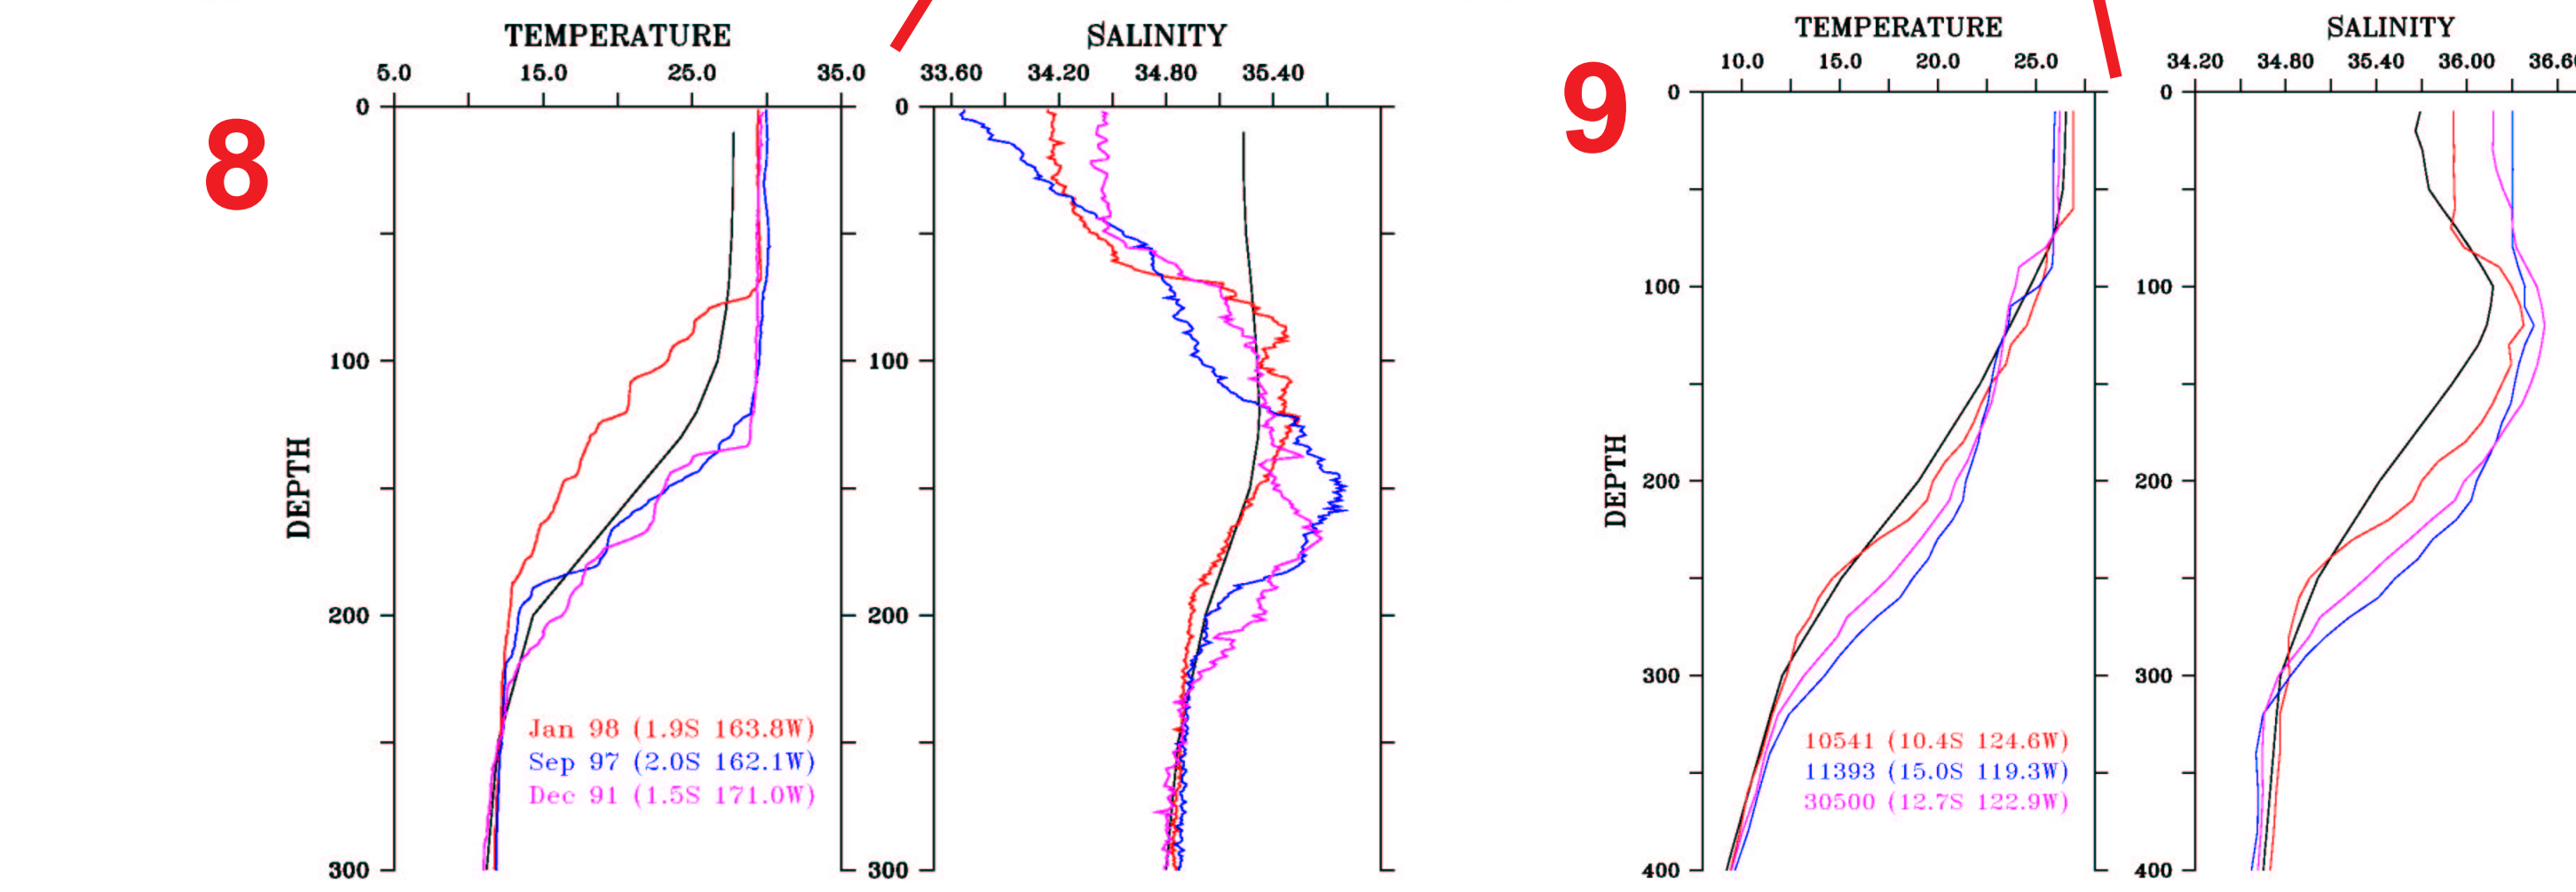 8
TEMPERATURE
5.0 15.0 25.0 35.0
0
100
200
300
DEPTH
Jan 98 (1.9S 163.8W)
Sep 97 (2.0S 162.1W)
Dec 91 (1.5S 171.0W)
SALINITY
33.60 34.20 34.80 35.40
0
100
200
300
9
TEMPERATURE
10.0 15.0 20.0 25.0
0
100
200
300
400
DEPTH
10541 (10.4S 124.6W)
11393 (15.0S 119.3W)
30500 (12.7S 122.9W)
SALINITY
34.20 34.80 35.40 36.00 36.60
0
100
200
300
400